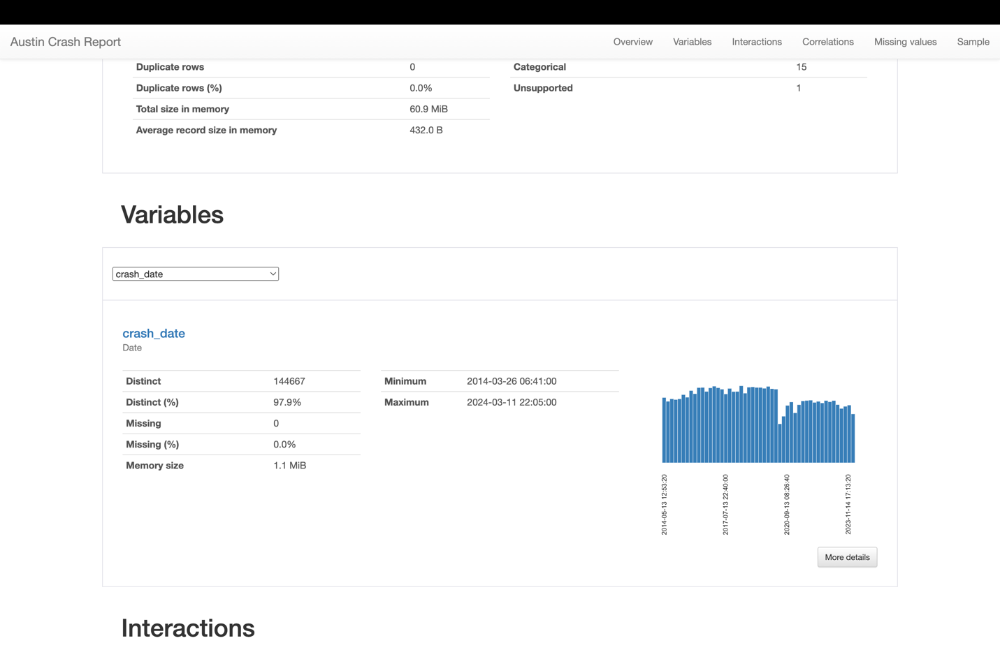 Austin Crash Report Overview Variables Interactions Correlations Missing values Sample
Duplicate rows 0 Categorical 15
Duplicate rows (%) 0.0% Unsupported 1
Total size in memory 60.9 MiB
Average record size in memory 432.0 B
Variables
crash_date
crash_date
Date
Distinct 144667 Minimum 2014-03-26 06:41:00
Distinct (%) 97.9% Maximum 2024-03-11 22:05:00
Missing 0
Missing (%) 0.0%
Memory size 1.1 MiB
2014-05-13 12:53:20
2017-07-13 22:40:00
2020-09-13 08:26:40
2023-11-14 17:13:20
More details
Interactions